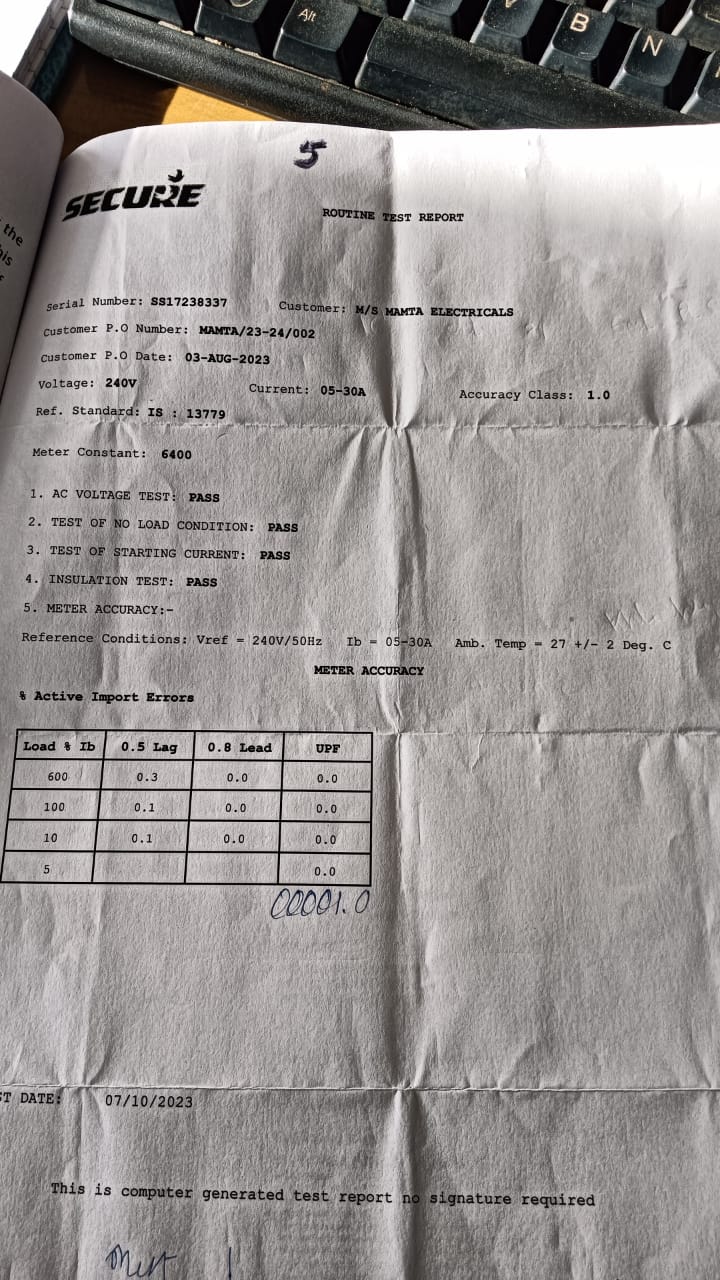 Alt
B
N
the
5
SECURE
ROUTINE TEST REPORT
Serial Number: SS17238337 Customer: M/S MAMTA ELECTRICALS
Customer P.O Number: MAMTA/23-24/002
Customer P.O Date: 03-AUG-2023
Voltage: 240V Current: 05-30A Accuracy Class: 1.0
Ref. Standard: IS : 13779
Meter Constant: 6400
1. AC VOLTAGE TEST: PASS
2. TEST OF NO LOAD CONDITION: PASS
3. TEST OF STARTING CURRENT: PASS
4. INSULATION TEST: PASS
5. METER ACCURACY:-
Reference Conditions: Vref = 240V/50Hz Ib = 05-30A Amb. Temp = 27 +/- 2 Deg. C
METER ACCURACY
% Active Import Errors
Load % Ib 0.5 Lag 0.8 Lead UPF
600 0.3 0.0 0.0
100 0.1 0.0 0.0
10 0.1 0.0 0.0
5 0.0
00001.0
ST DATE: 07/10/2023
This is computer generated test report no signature required